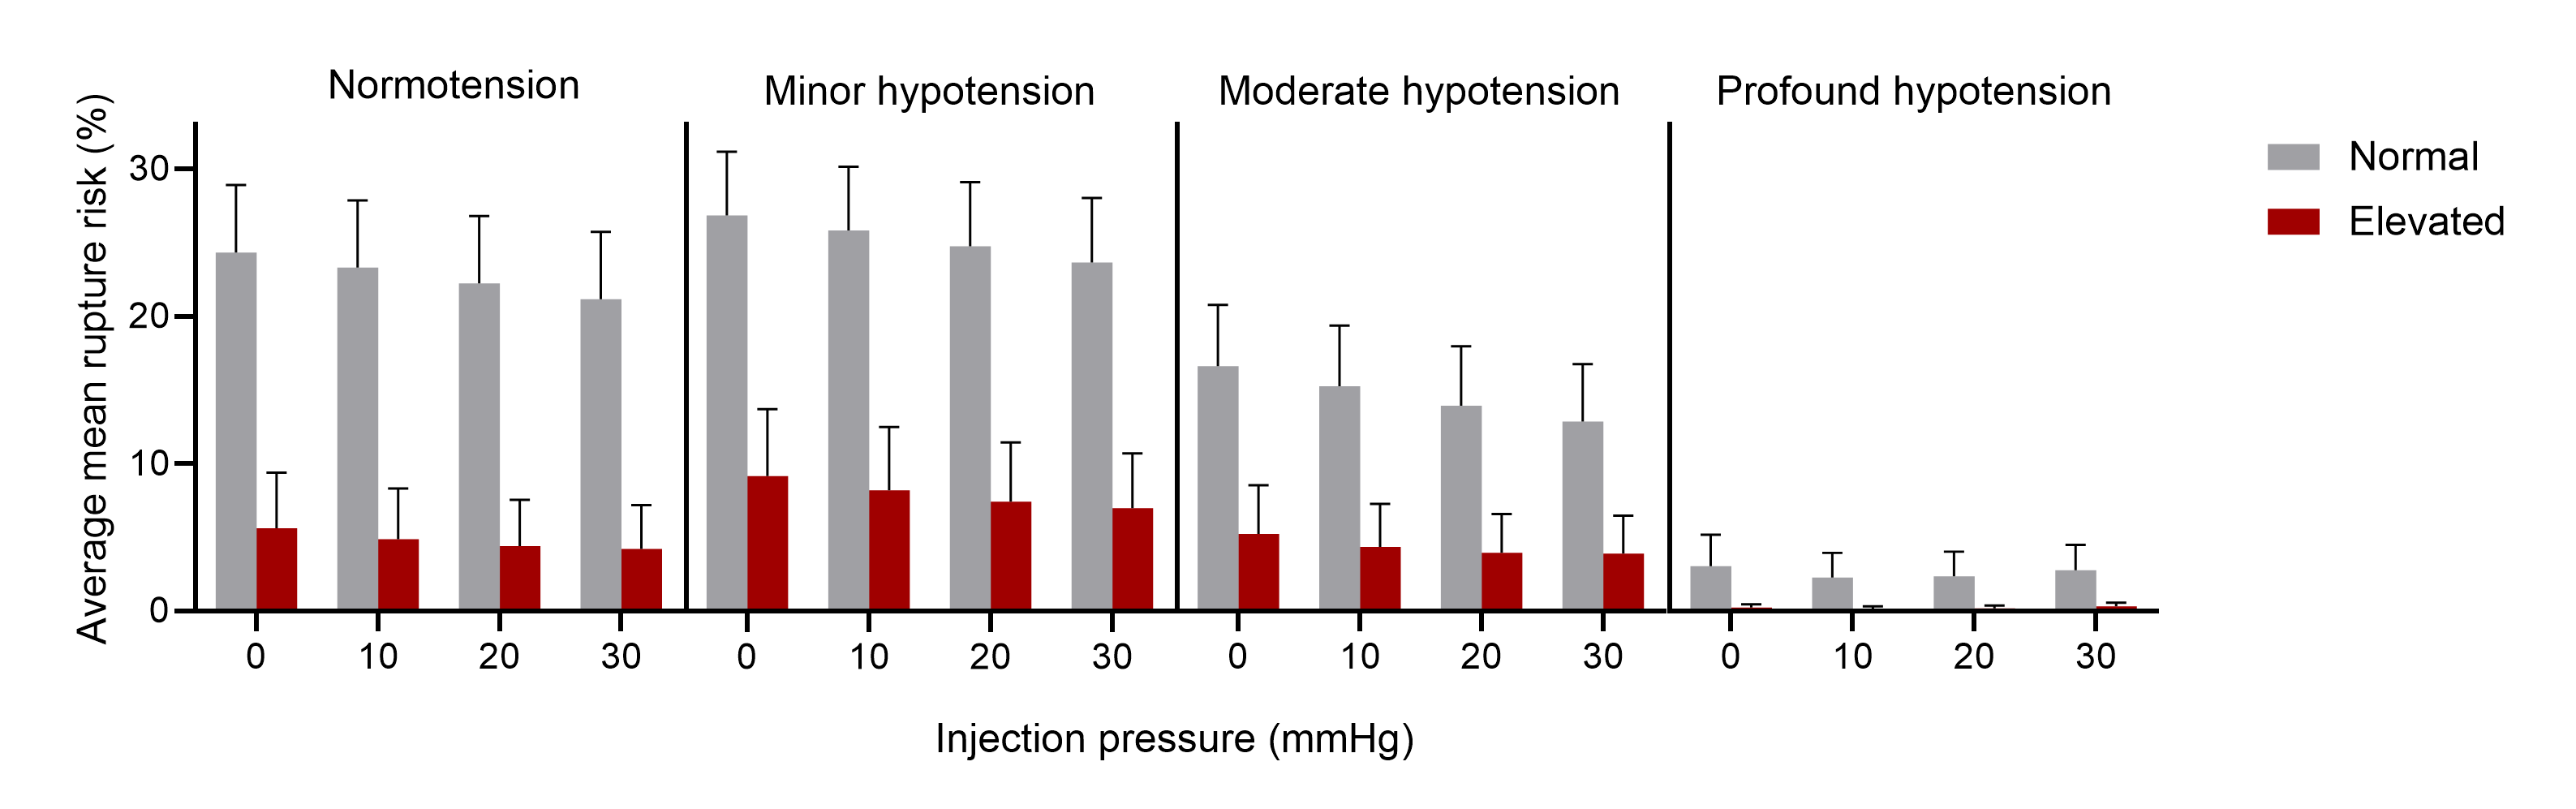 Normotension
Minor hypotension
Moderate hypotension
Profound hypotension
Average mean rupture risk (%)
30
20
10
0
0 10 20 30
0 10 20 30
0 10 20 30
0 10 20 30
Injection pressure (mmHg)
Normal
Elevated